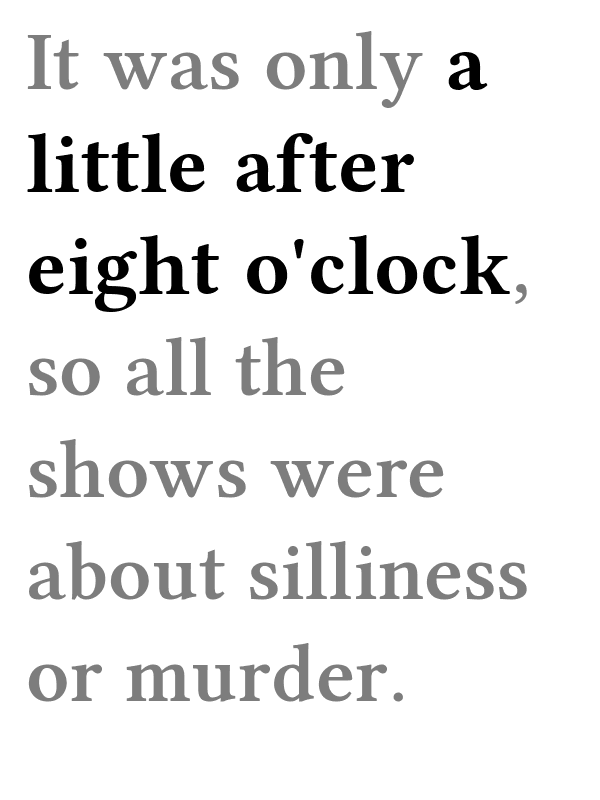 It was only a
little after
eight o'clock,
so all the
shows were
about silliness
or murder.